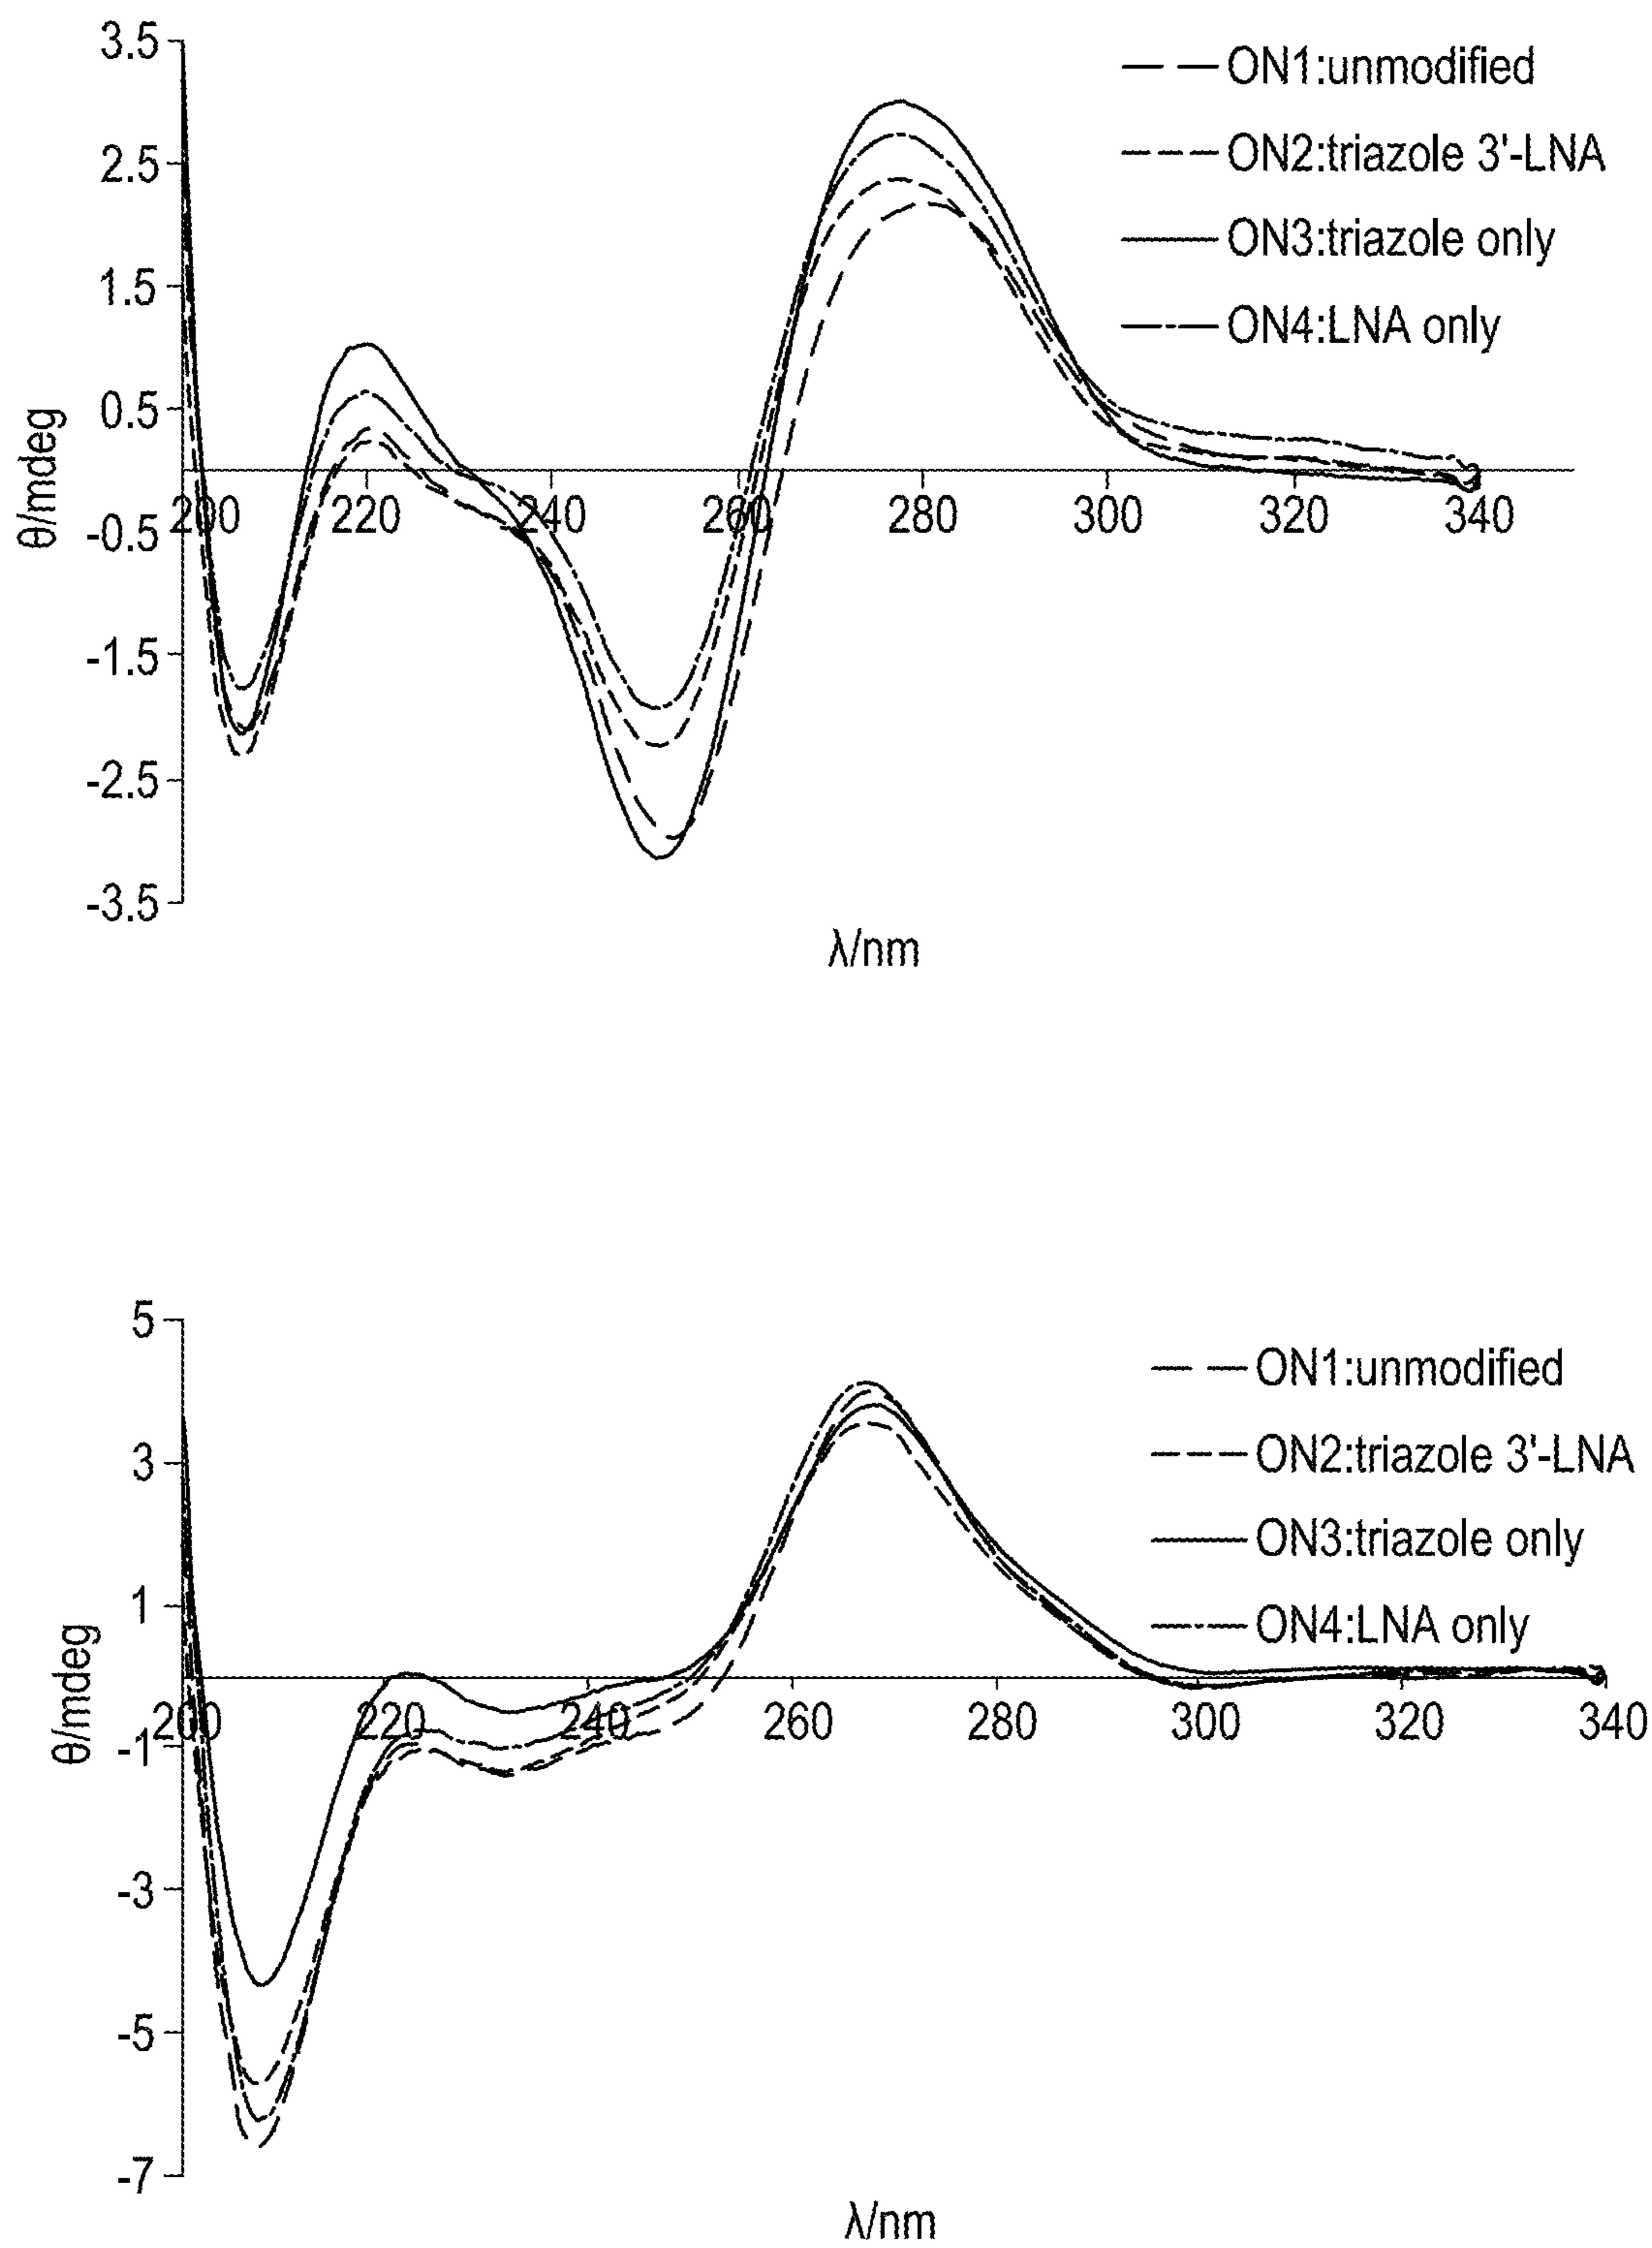 3.5
2.5
1.5
0.5
-0.5
-1.5
-2.5
-3.5
θ/mdeg
200 220 240 260 280 300 320 340
λ/nm
ON1:unmodified
ON2:triazole 3'-LNA
ON3:triazole only
ON4:LNA only
5
3
1
-1
-3
-5
-7
θ/mdeg
200 220 240 260 280 300 320 340
λ/nm
ON1:unmodified
ON2:triazole 3'-LNA
ON3:triazole only
ON4:LNA only